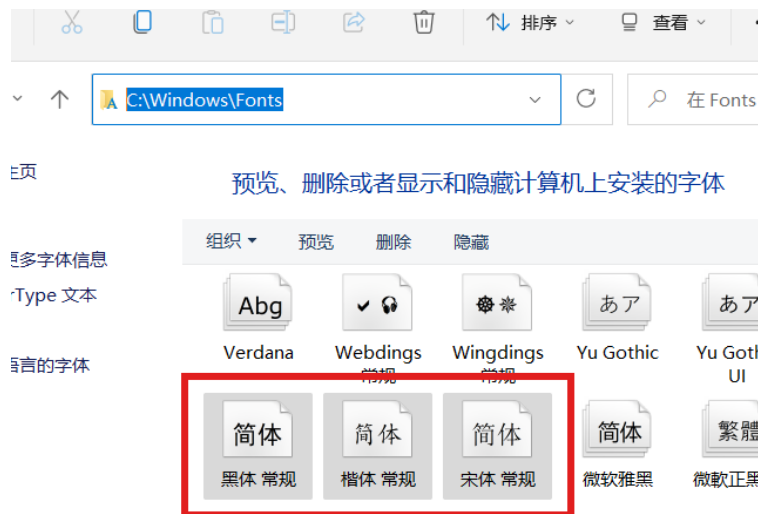 排序 查看
C:\Windows\Fonts
在 Fonts
主页
预览、删除或者显示和隐藏计算机上安装的字体
组织 预览 删除 隐藏
更多字体信息
Type 文本
语言的字体
Abg
あア
あア
Verdana
Webdings
常规
Wingdings
常规
Yu Gothic
Yu Goth
UI
简体
简体
简体
简体
繁體
黑体 常规
楷体 常规
宋体 常规
微软雅黑
微軟正黑